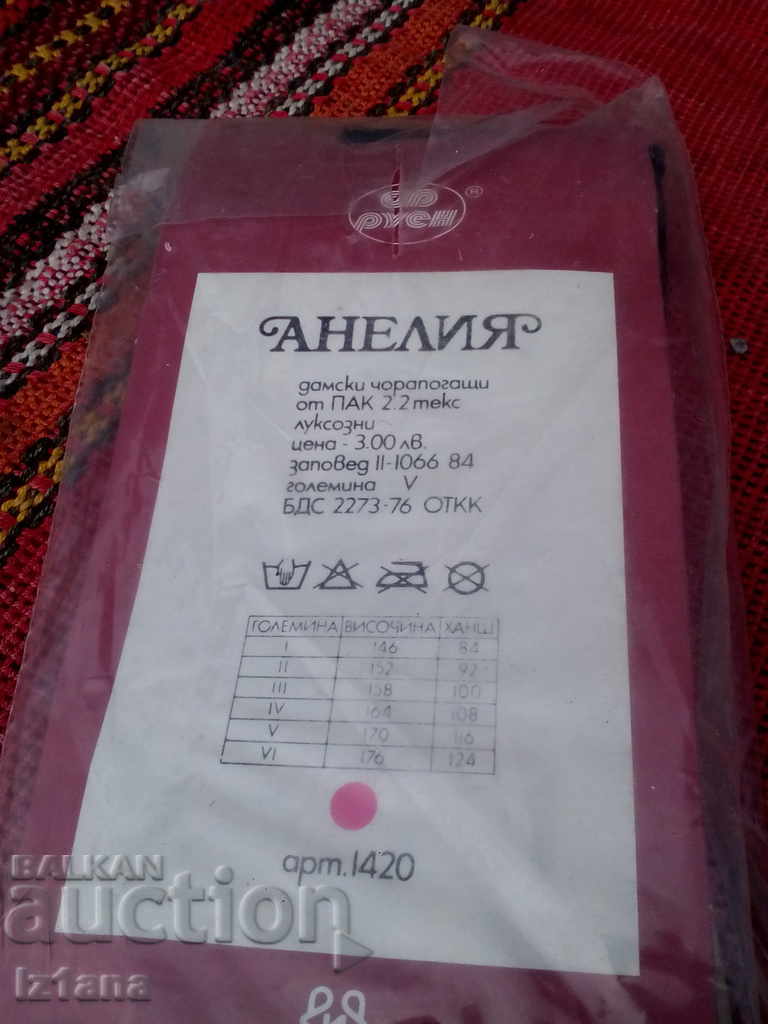 РУСЕН ®
АНЕЛИЯ
дамски чорапогащи
от ПАК 2.2 текс
луксозни
цена - 3.00 лв.
заповед II-1066 84
големина V
БДС 2273-76 ОТКК
ГОЛЕМИНА ВИСОЧИНА ХАНШ
I 146 84
II 152 92
III 158 100
IV 164 108
V 170 116
VI 176 124
арт.1420
BALKAN
auction
iz1ana